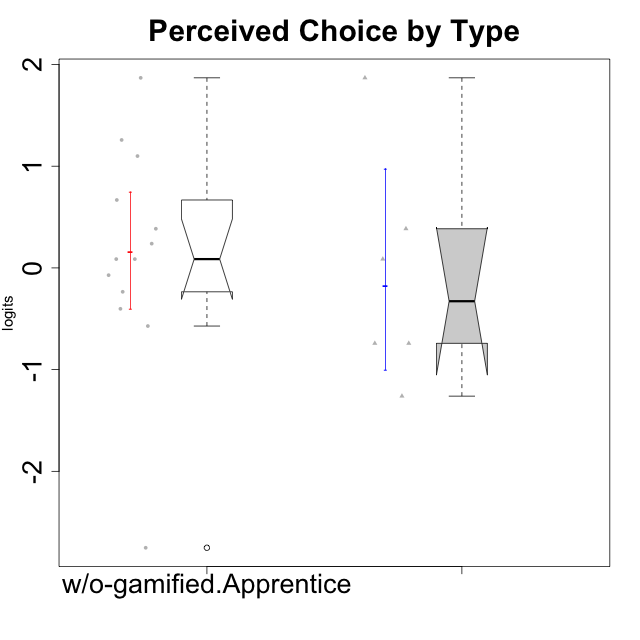 Perceived Choice by Type
2
1
0
-1
-2
logits
w/o-gamified.Apprentice